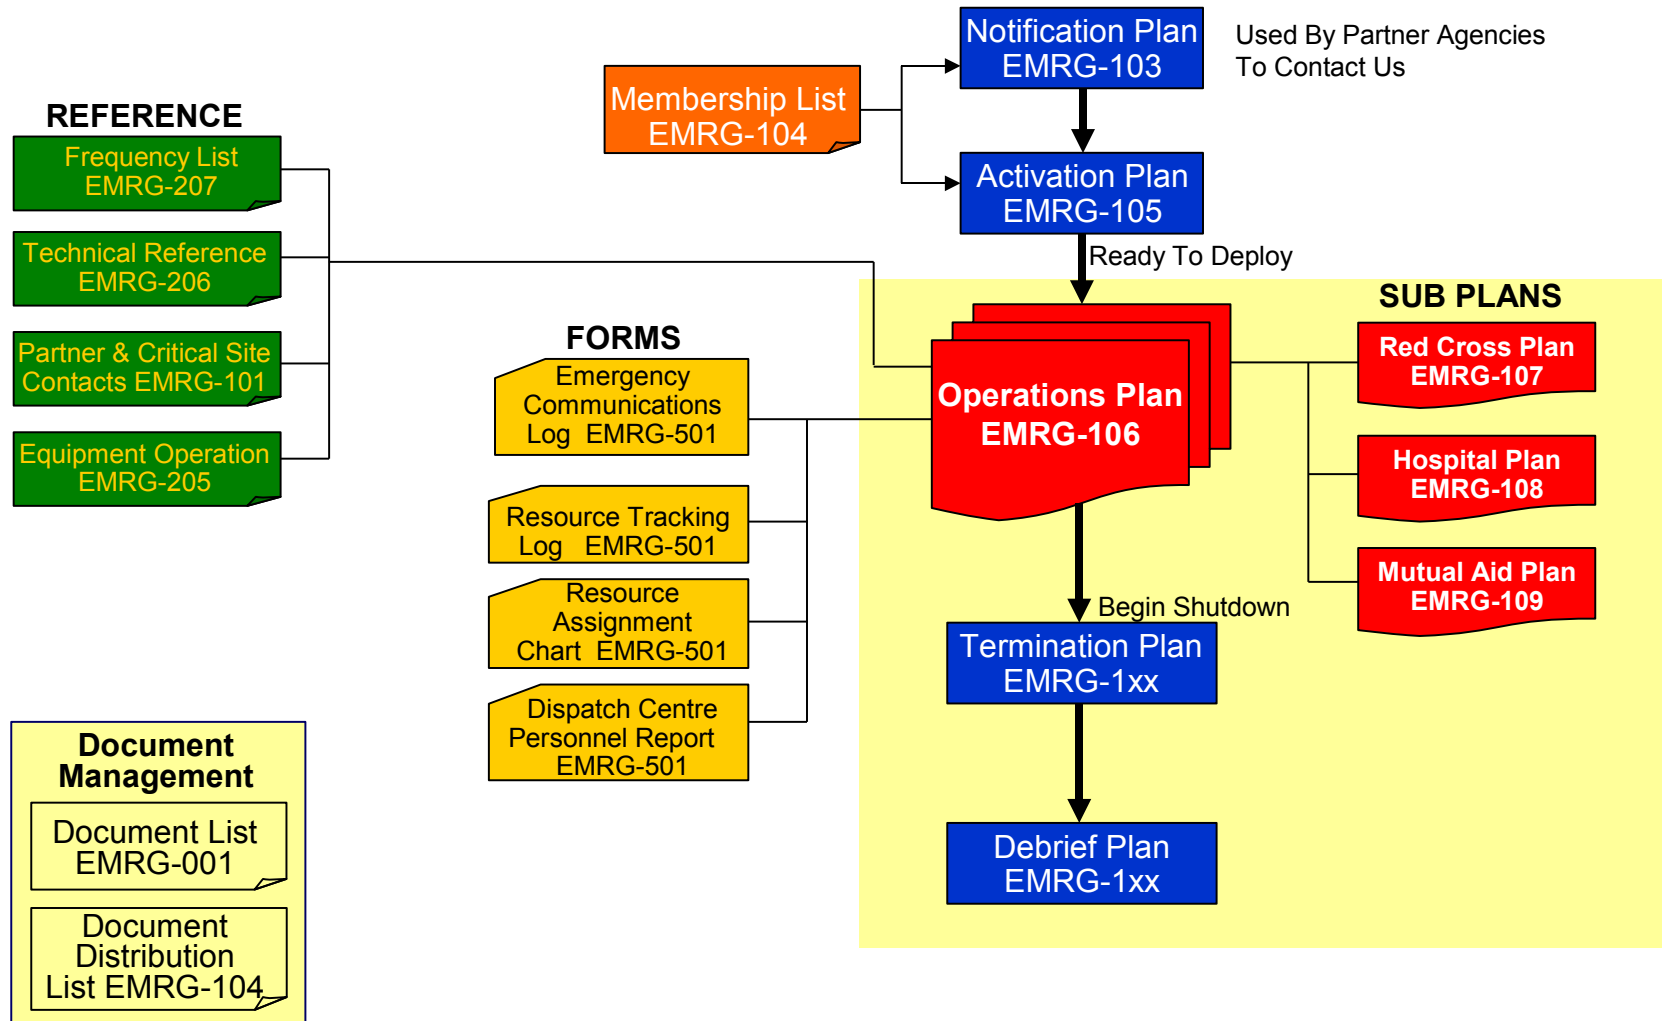 Notification Plan
EMRG-103
Used By Partner Agencies
To Contact Us
Membership List
EMRG-104
Activation Plan
EMRG-105
Ready To Deploy
REFERENCE
Frequency List
EMRG-207
Technical Reference
EMRG-206
Partner & Critical Site
Contacts EMRG-101
Equipment Operation
EMRG-205
FORMS
Emergency
Communications
Log EMRG-501
Resource Tracking
Log EMRG-501
Resource
Assignment
Chart EMRG-501
Dispatch Centre
Personnel Report
EMRG-501
Operations Plan
EMRG-106
SUB PLANS
Red Cross Plan
EMRG-107
Hospital Plan
EMRG-108
Mutual Aid Plan
EMRG-109
Begin Shutdown
Termination Plan
EMRG-1xx
Debrief Plan
EMRG-1xx
Document
Management
Document List
EMRG-001
Document
Distribution
List EMRG-104